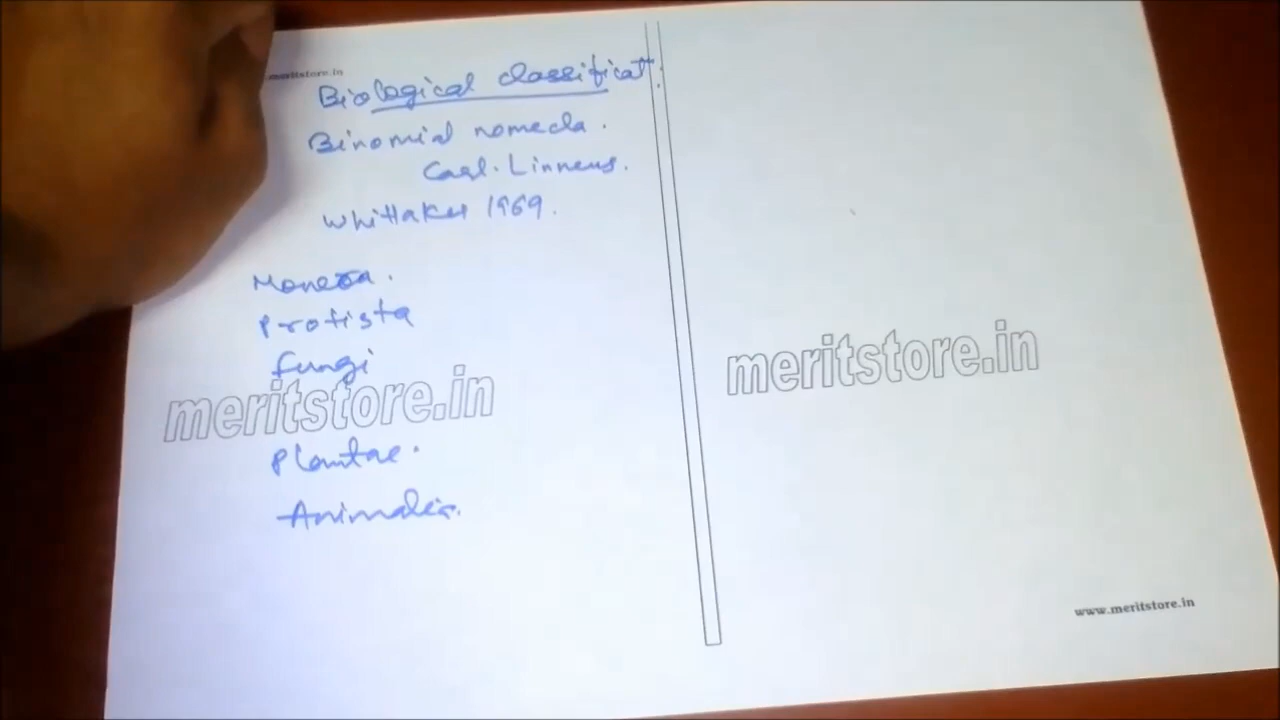 www.meritstore.in
Biological classificat.
Binomial nomecla.
Carl. Linneus.
Whittaker 1969.
Monera.
Protista
fungi
meritstore.in
Plantae.
Animalia.
meritstore.in
www.meritstore.in